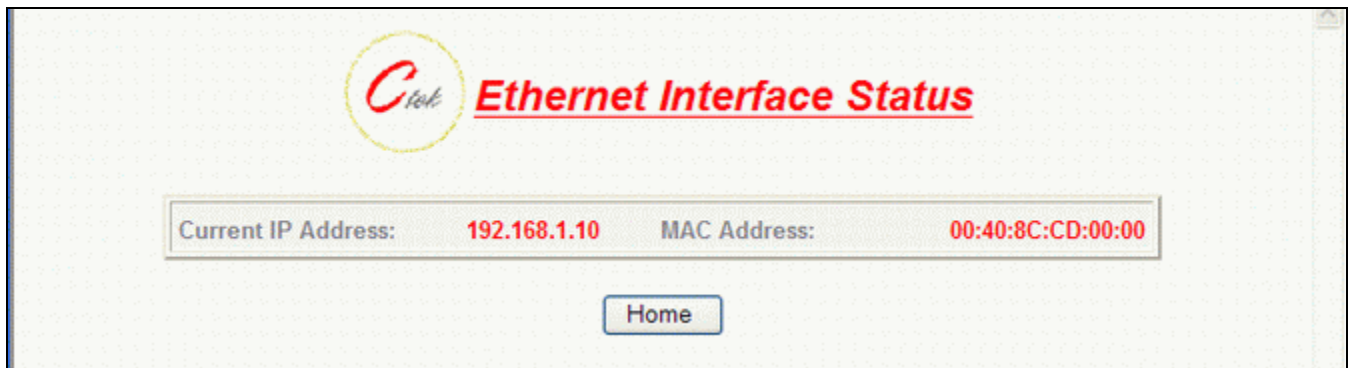 Ctek Ethernet Interface Status
Current IP Address: 192.168.1.10 MAC Address: 00:40:8C:CD:00:00
Home